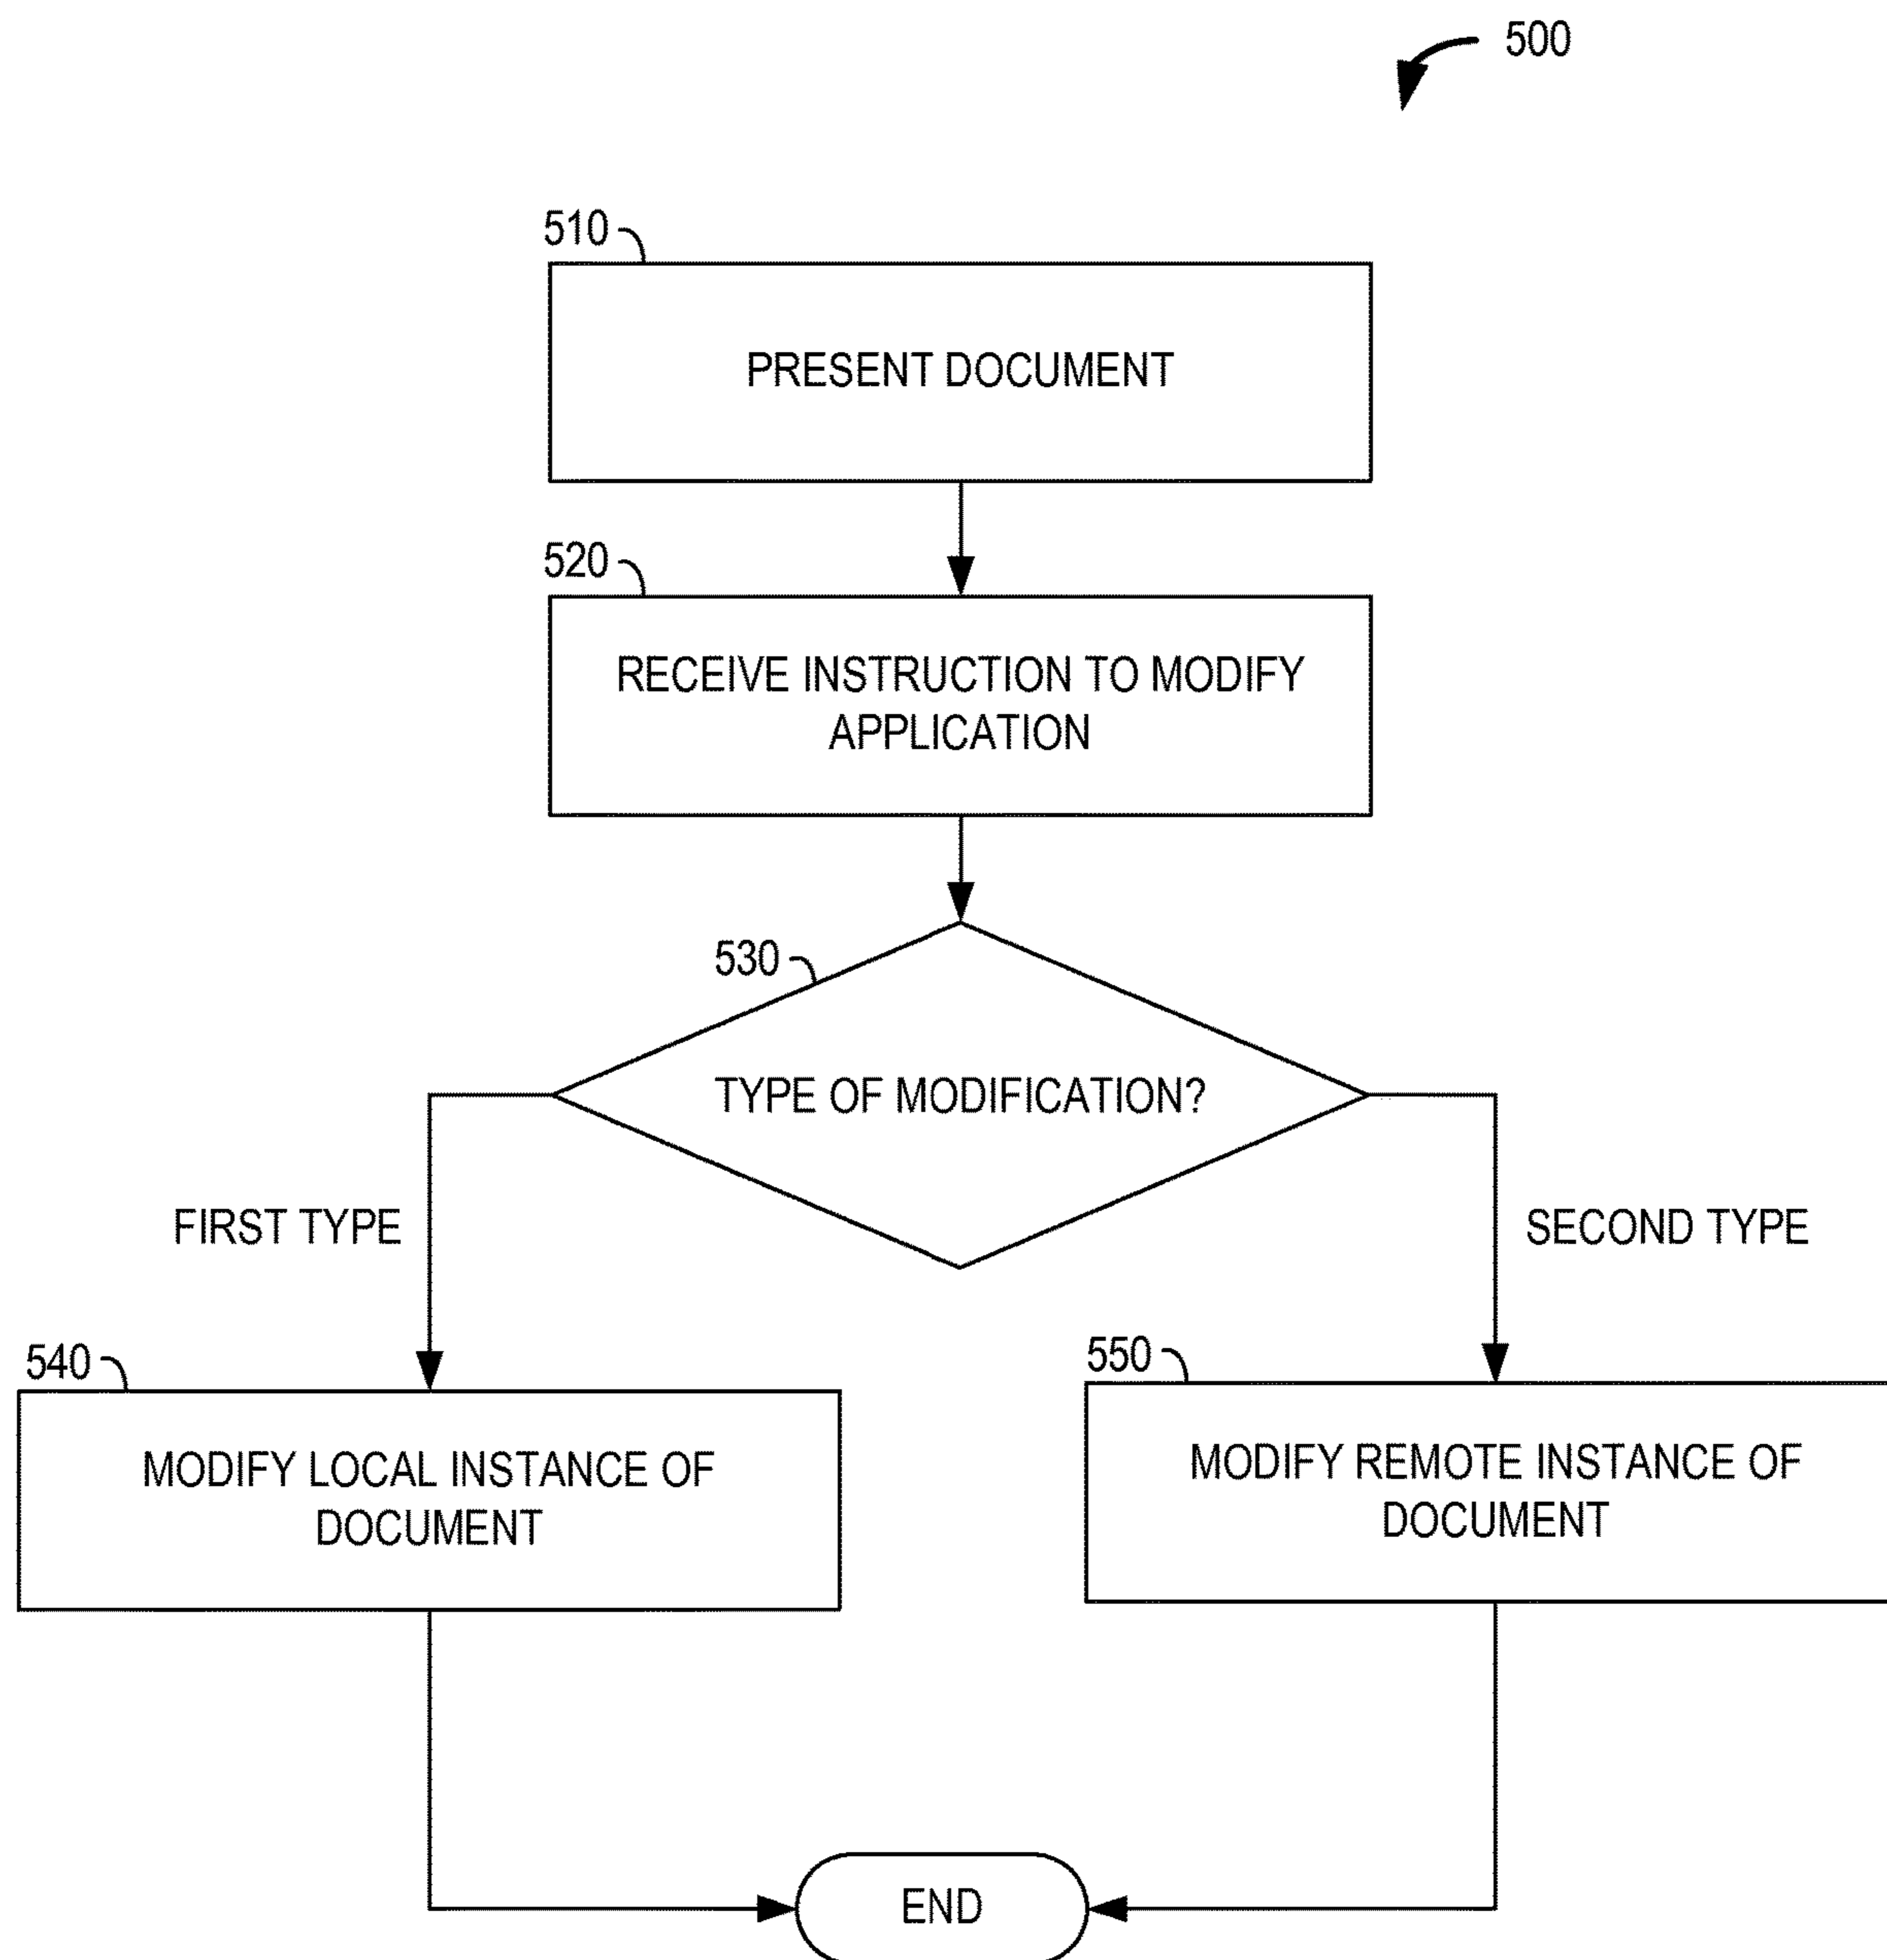 500
510
PRESENT DOCUMENT
520
RECEIVE INSTRUCTION TO MODIFY
APPLICATION
530
TYPE OF MODIFICATION?
FIRST TYPE
SECOND TYPE
540
MODIFY LOCAL INSTANCE OF
DOCUMENT
550
MODIFY REMOTE INSTANCE OF
DOCUMENT
END